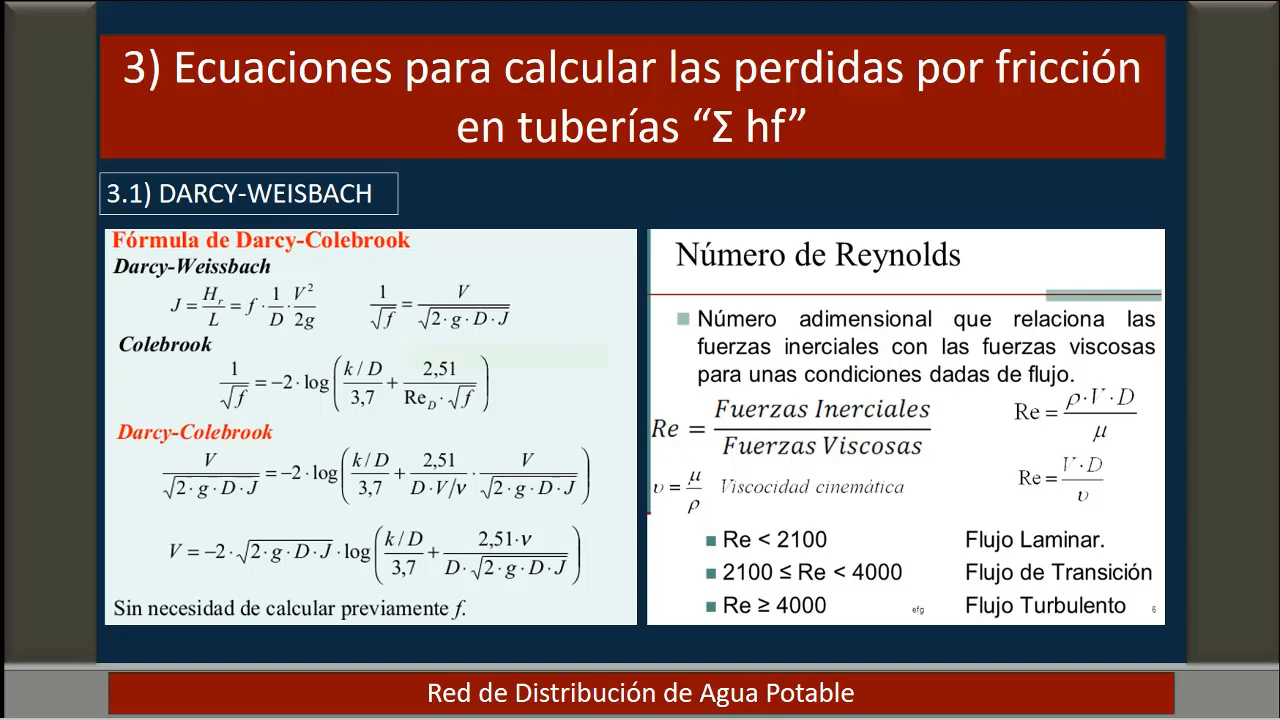 3) Ecuaciones para calcular las perdidas por fricción
en tuberías “Σ hf”
3.1) DARCY-WEISBACH
Fórmula de Darcy-Colebrook
Darcy-Weissbach
J = H_r/L = f · 1/D · V²/2g    1/√f = V/√(2·g·D·J)
Colebrook
1/√f = −2·log( (k/D)/3,7 + 2,51/(Re_D·√f) )
Darcy-Colebrook
V/√(2·g·D·J) = −2·log( (k/D)/3,7 + 2,51/(D·V/ν) · V/√(2·g·D·J) )
V = −2·√(2·g·D·J)·log( (k/D)/3,7 + 2,51·ν/(D·√(2·g·D·J)) )
Sin necesidad de calcular previamente f.
Número de Reynolds
Número adimensional que relaciona las
fuerzas inerciales con las fuerzas viscosas
para unas condiciones dadas de flujo.
Re = Fuerzas Inerciales/Fuerzas Viscosas    Re = ρ·V·D/μ
υ = μ/ρ Viscocidad cinemática    Re = V·D/υ
Re < 2100 Flujo Laminar.
2100 ≤ Re < 4000 Flujo de Transición
Re ≥ 4000 efg Flujo Turbulento 6
Red de Distribución de Agua Potable